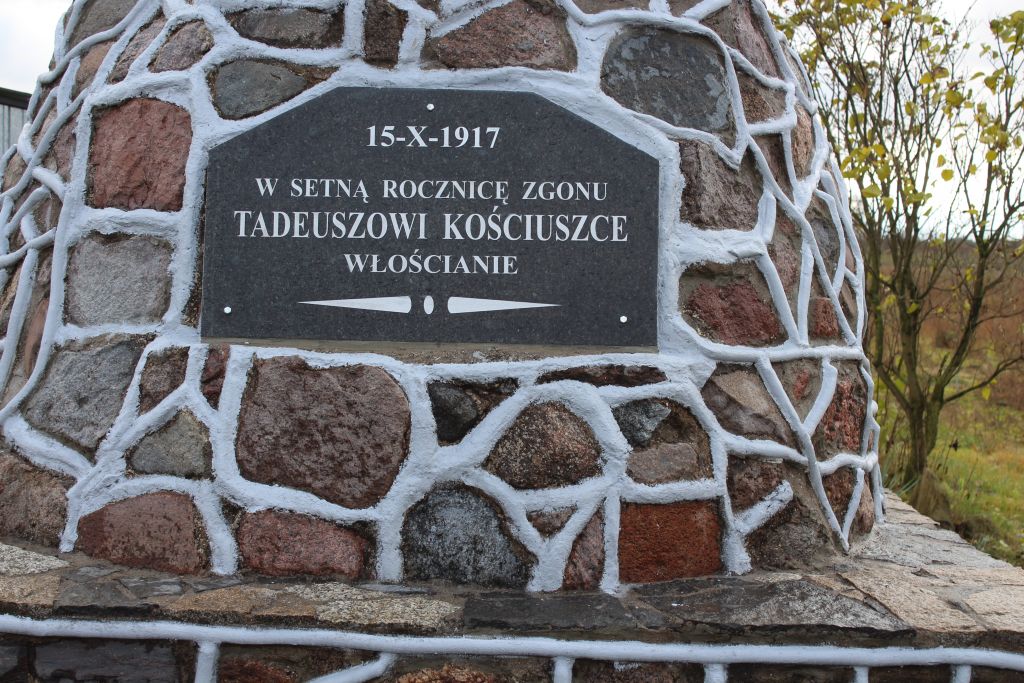 15-X-1917
W SETNĄ ROCZNICĘ ZGONU
TADEUSZOWI KOŚCIUSZCE
WŁOŚCIANIE